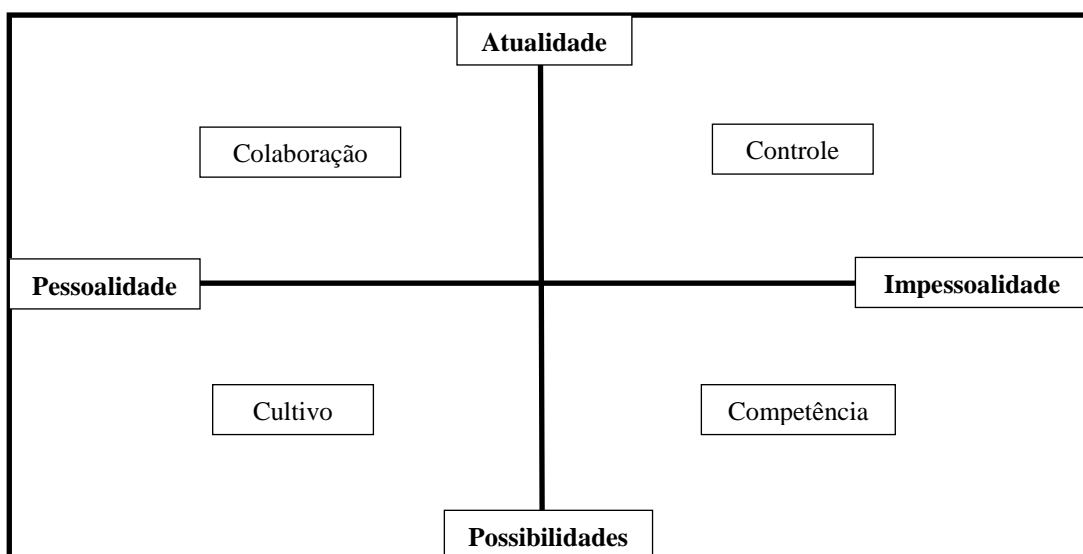 Atualidade
Colaboração
Controle
Pessoalidade
Impessoalidade
Cultivo
Competência
Possibilidades